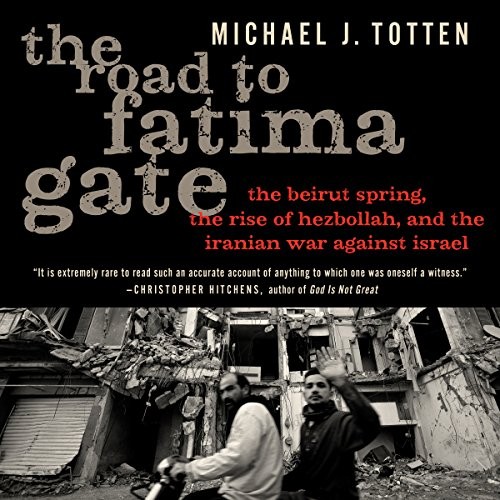 MICHAEL J. TOTTEN
the
road to
fatima
gate
the beirut spring,
the rise of hezbollah, and the
iranian war against israel
“It is extremely rare to read such an accurate account of anything to which one was oneself a witness.”
–CHRISTOPHER HITCHENS, author of God Is Not Great